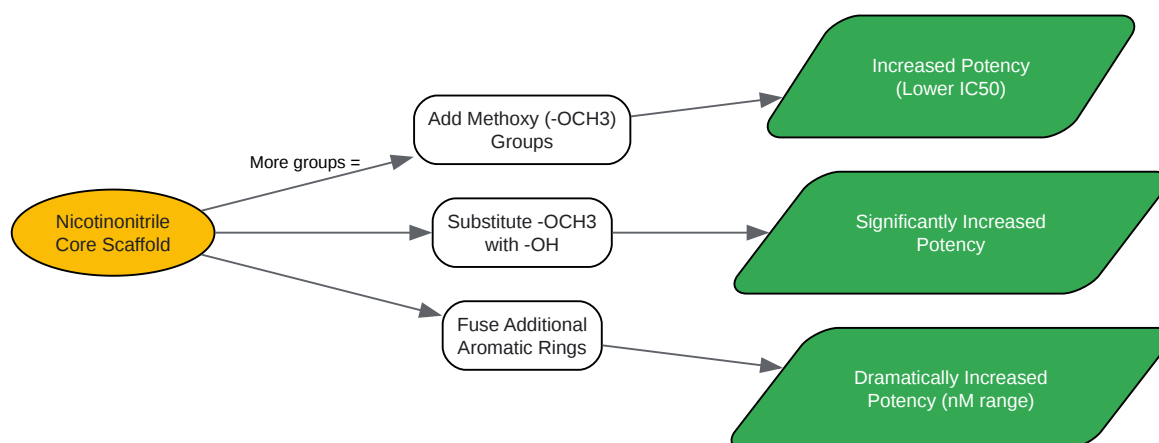 Nicotinonitrile
Core Scaffold
More groups =
Add Methoxy (-OCH3)
Groups
Increased Potency
(Lower IC50)
Substitute -OCH3
with -OH
Significantly Increased
Potency
Fuse Additional
Aromatic Rings
Dramatically Increased
Potency (nM range)